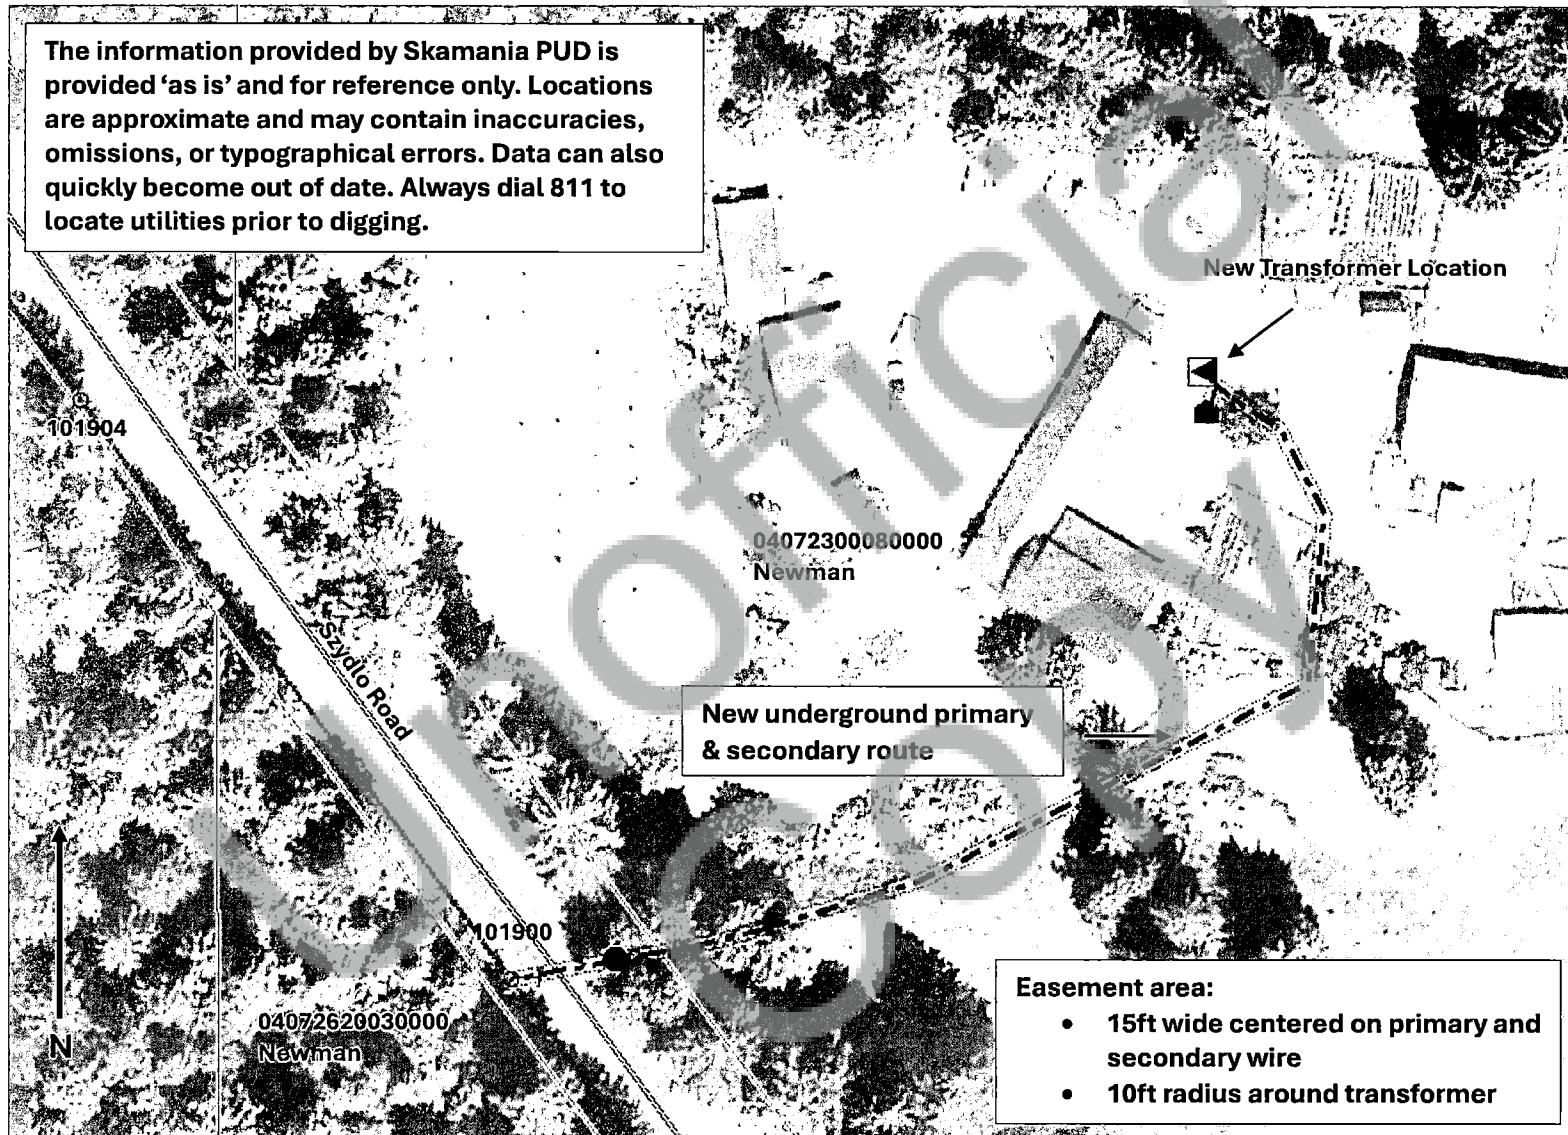 The information provided by Skamania PUD is
provided ‘as is’ and for reference only. Locations
are approximate and may contain inaccuracies,
omissions, or typographical errors. Data can also
quickly become out of date. Always dial 811 to
locate utilities prior to digging.
New Transformer Location
101904
04072300080000
Newman
Szydlo Road
New underground primary
& secondary route
101900
04072620030000
Newman
N
Easement area:
• 15ft wide centered on primary and
secondary wire
• 10ft radius around transformer
Unofficial
Copy